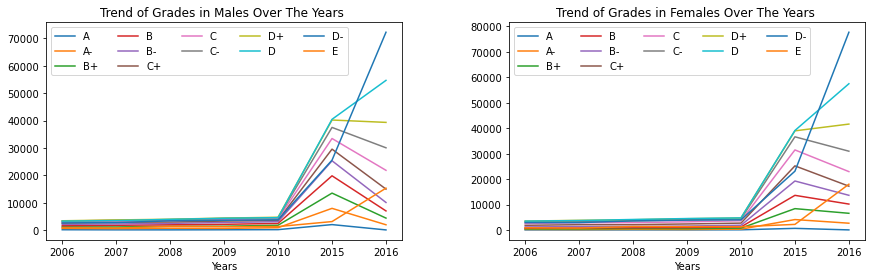 Trend of Grades in Males Over The Years
A B C D+ D-
A- B- C- D E
B+ C+
70000
60000
50000
40000
30000
20000
10000
0
2006 2007 2008 2009 2010 2015 2016
Years
Trend of Grades in Females Over The Years
A B C D+ D-
A- B- C- D E
B+ C+
80000
70000
60000
50000
40000
30000
20000
10000
0
2006 2007 2008 2009 2010 2015 2016
Years